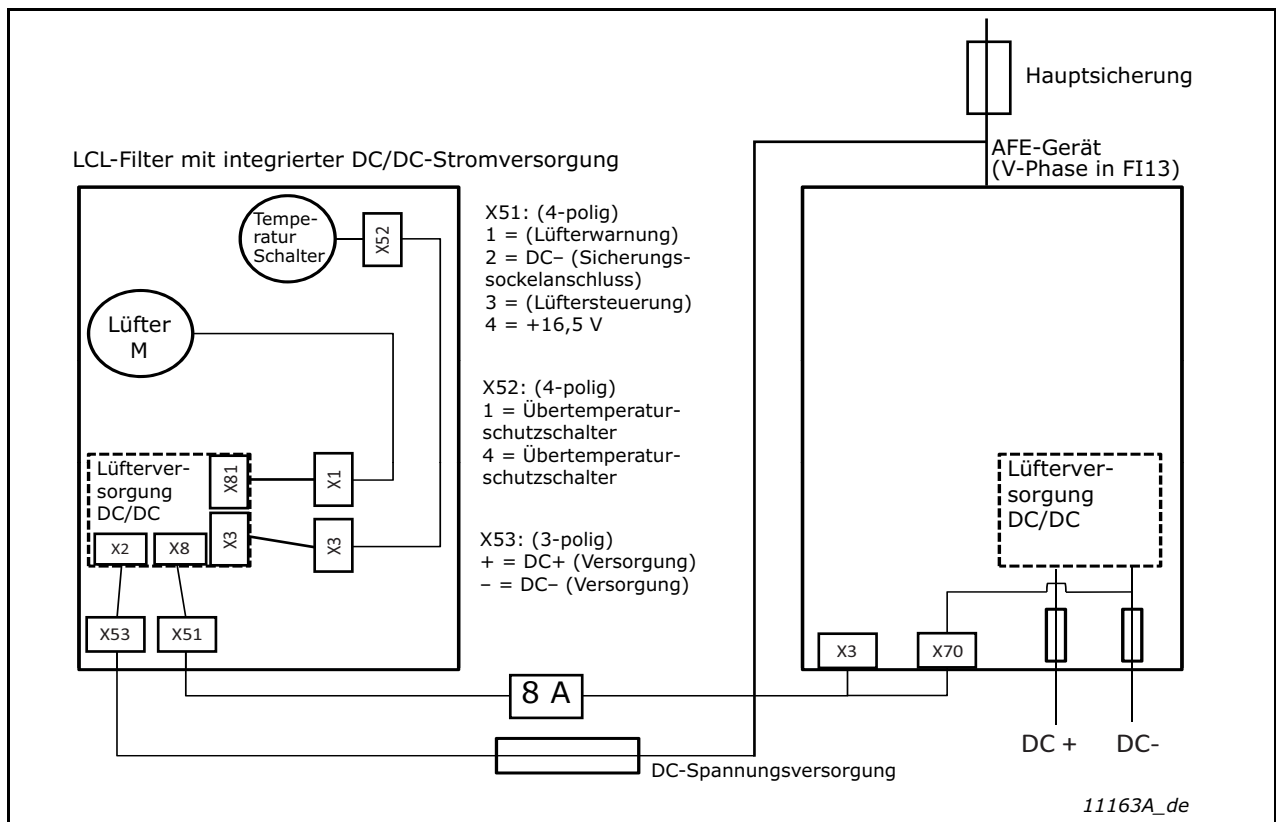 Hauptsicherung
AFE-Gerät
(V-Phase in FI13)
LCL-Filter mit integrierter DC/DC-Stromversorgung
Tempe-
ratur
Schalter
X52
Lüfter
M
X51: (4-polig)
1 = (Lüfterwarnung)
2 = DC– (Sicherungs-
sockelanschluss)
3 = (Lüftersteuerung)
4 = +16,5 V
X52: (4-polig)
1 = Übertemperatur-
schutzschalter
4 = Übertemperatur-
schutzschalter
X53: (3-polig)
+ = DC+ (Versorgung)
– = DC– (Versorgung)
Lüfterver-
sorgung
DC/DC
X81
X1
X2
X8
X3
X3
X53
X51
Lüfterver-
sorgung
DC/DC
X3
X70
8 A
DC +
DC-
DC-Spannungsversorgung
11163A_de